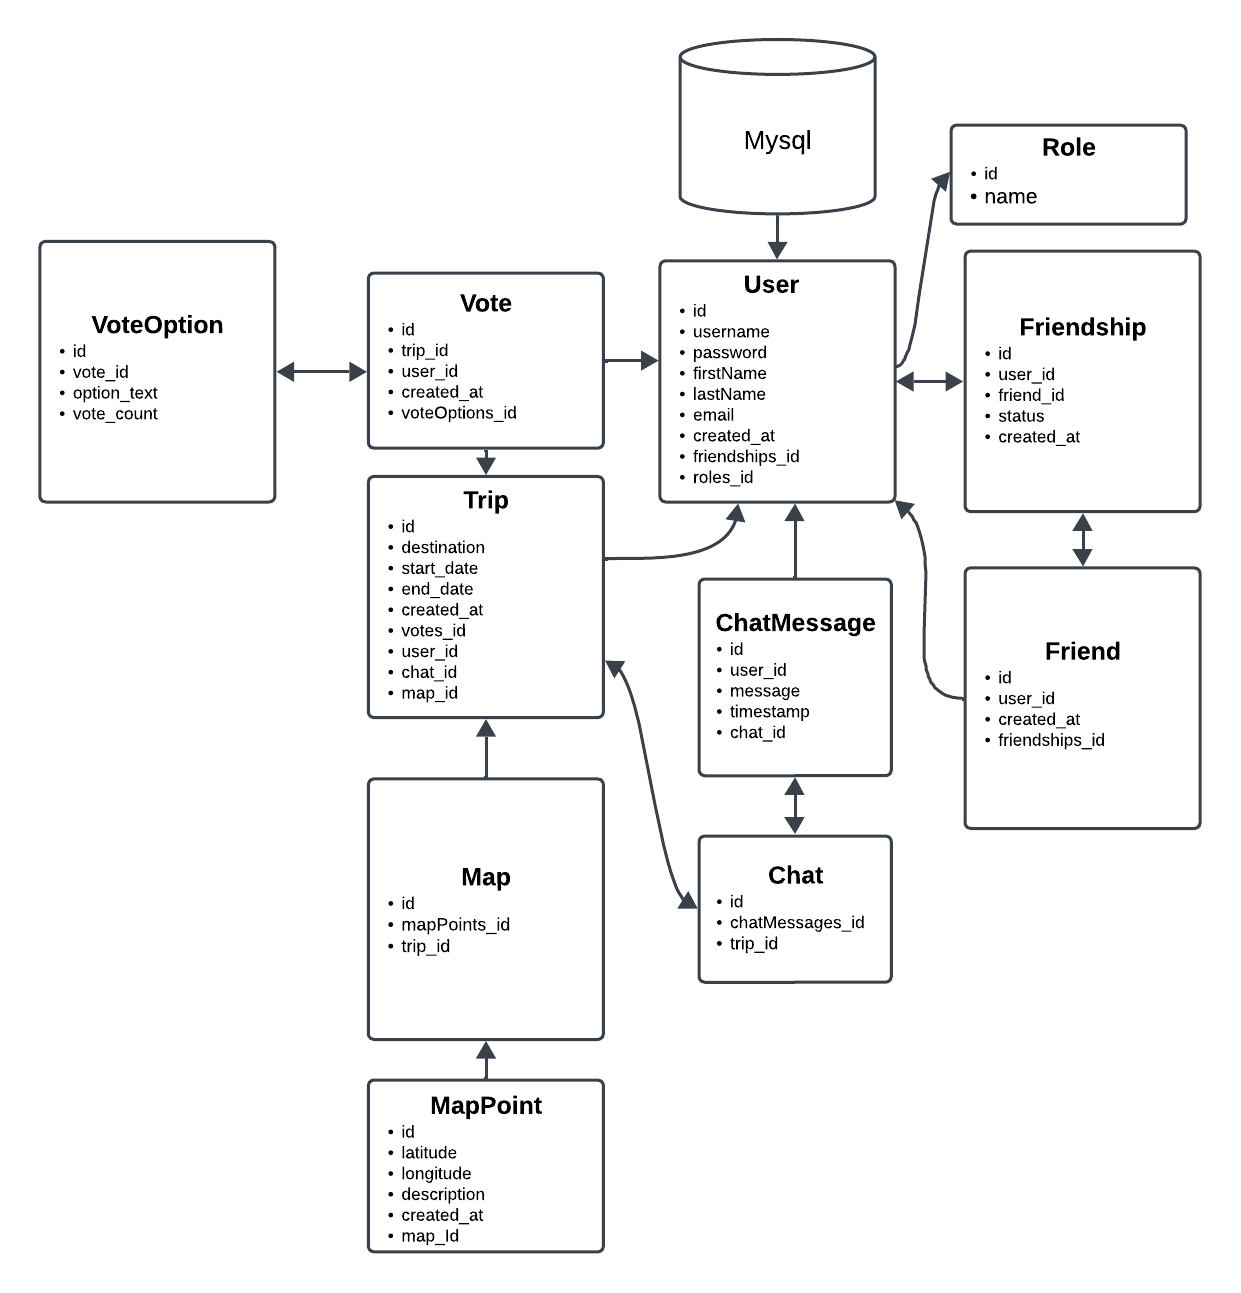 Mysql
Role
• id
• name
VoteOption
• id
• vote_id
• option_text
• vote_count
Vote
• id
• trip_id
• user_id
• created_at
• voteOptions_id
User
• id
• username
• password
• firstName
• lastName
• email
• created_at
• friendships_id
• roles_id
Friendship
• id
• user_id
• friend_id
• status
• created_at
Trip
• id
• destination
• start_date
• end_date
• created_at
• votes_id
• user_id
• chat_id
• map_id
ChatMessage
• id
• user_id
• message
• timestamp
• chat_id
Friend
• id
• user_id
• created_at
• friendships_id
Map
• id
• mapPoints_id
• trip_id
Chat
• id
• chatMessages_id
• trip_id
MapPoint
• id
• latitude
• longitude
• description
• created_at
• map_Id